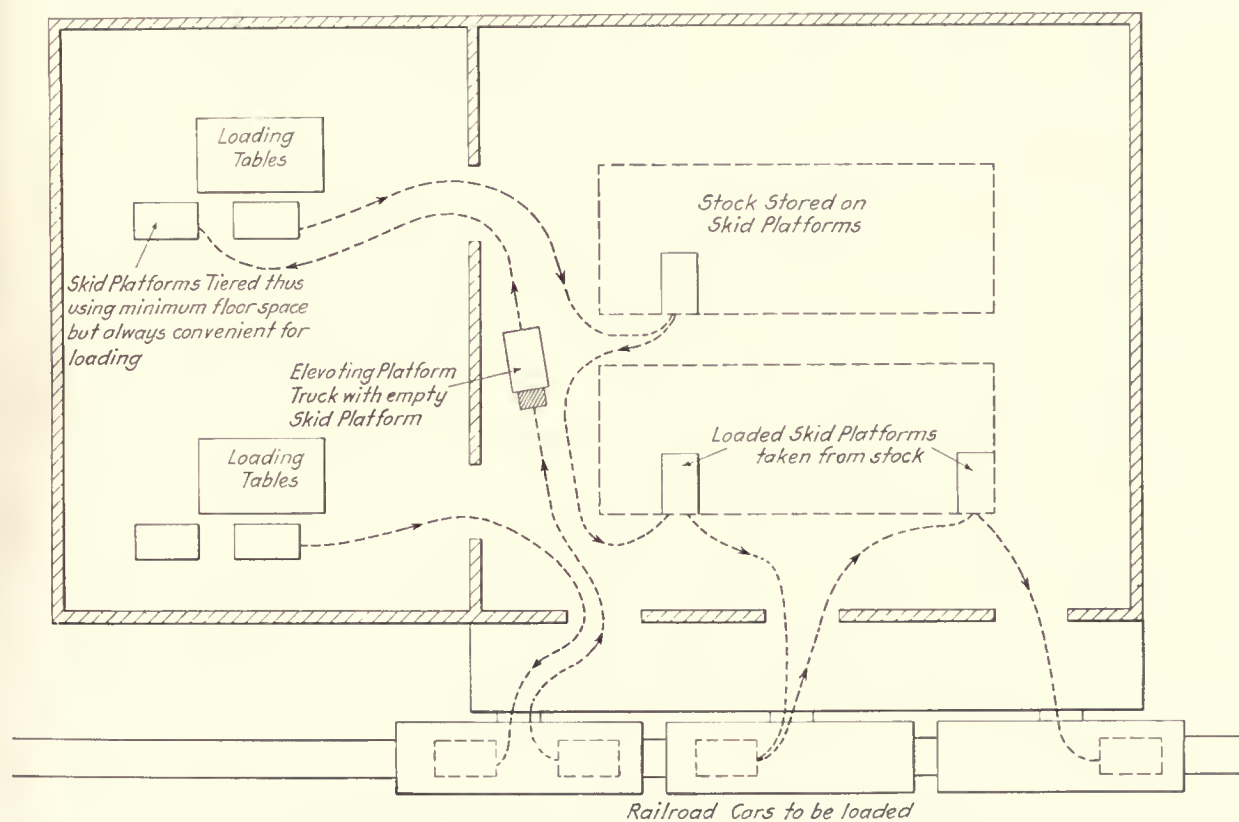 Loading
Tables
Stock Stored on
Skid Platforms
Skid Platforms Tiered thus
using minimum floor space
but always convenient for
loading
Elevating Platform
Truck with empty
Skid Platform
Loading
Tables
Loaded Skid Platforms
taken from stock
Railroad Cars to be loaded